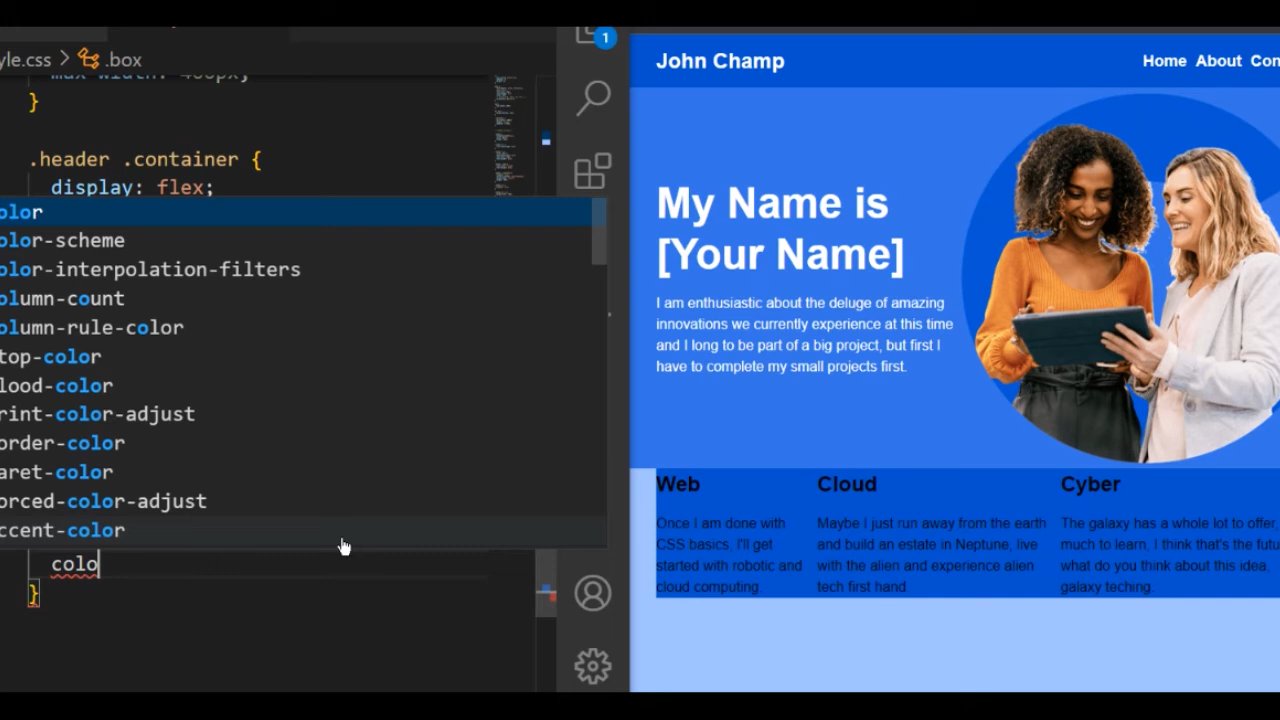 yle.css > .box
}
.header .container {
display: flex;
olor
olor-scheme
olor-interpolation-filters
olumn-count
olumn-rule-color
top-color
lood-color
rint-color-adjust
order-color
aret-color
orced-color-adjust
ccent-color
colo
}
1
John Champ
Home About Con
My Name is
[Your Name]
I am enthusiastic about the deluge of amazing
innovations we currently experience at this time
and I long to be part of a big project, but first I
have to complete my small projects first.
Web
Once I am done with
CSS basics, I'll get
started with robotic and
cloud computing.
Cloud
Maybe I just run away from the earth
and build an estate in Neptune, live
with the alien and experience alien
tech first hand.
Cyber
The galaxy has a whole lot to offer,
much to learn, I think that's the futu
what do you think about this idea,
galaxy teching.